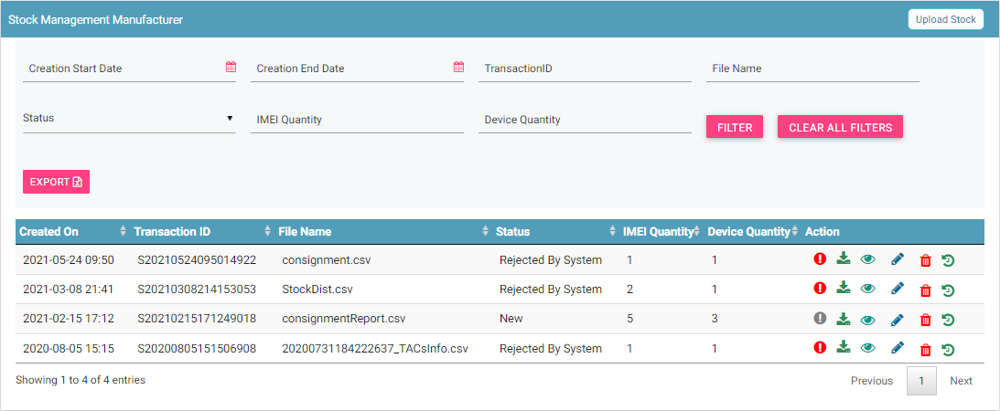 Stock Management Manufacturer Upload Stock
Creation Start Date Creation End Date TransactionID File Name
Status IMEI Quantity Device Quantity FILTER CLEAR ALL FILTERS
EXPORT
Created On Transaction ID File Name Status IMEI Quantity Device Quantity Action
2021-05-24 09:50 S20210524095014922 consignment.csv Rejected By System 1 1
2021-03-08 21:41 S20210308214153053 StockDist.csv Rejected By System 2 1
2021-02-15 17:12 S20210215171249018 consignmentReport.csv New 5 3
2020-08-05 15:15 S20200805151506908 20200731184222637_TACsInfo.csv Rejected By System 1 1
Showing 1 to 4 of 4 entries Previous 1 Next